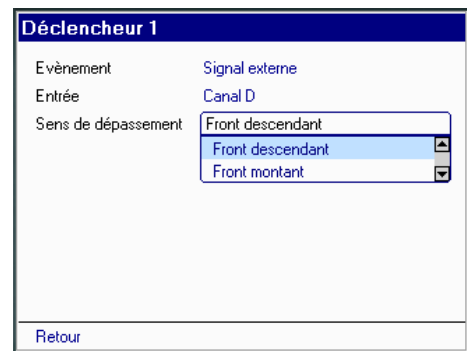 Déclencheur 1
Evènement Signal externe
Entrée Canal D
Sens de dépassement Front descendant
Front descendant
Front montant
Retour